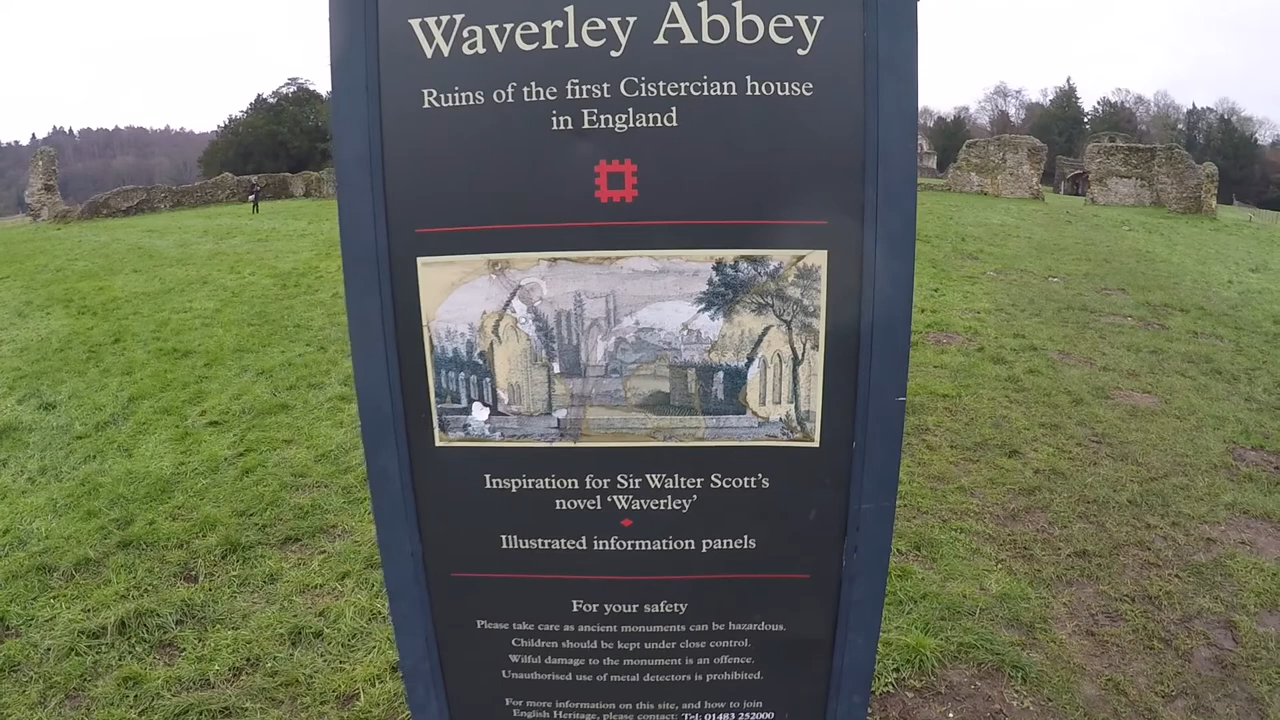 Waverley Abbey
Ruins of the first Cistercian house
in England
Inspiration for Sir Walter Scott's
novel ‘Waverley’
Illustrated information panels
For your safety
Please take care as ancient monuments can be hazardous.
Children should be kept under close control.
Wilful damage to the monument is an offence.
Unauthorised use of metal detectors is prohibited.
For more information on this site, and how to join
English Heritage, please contact: Tel: 01483 252000